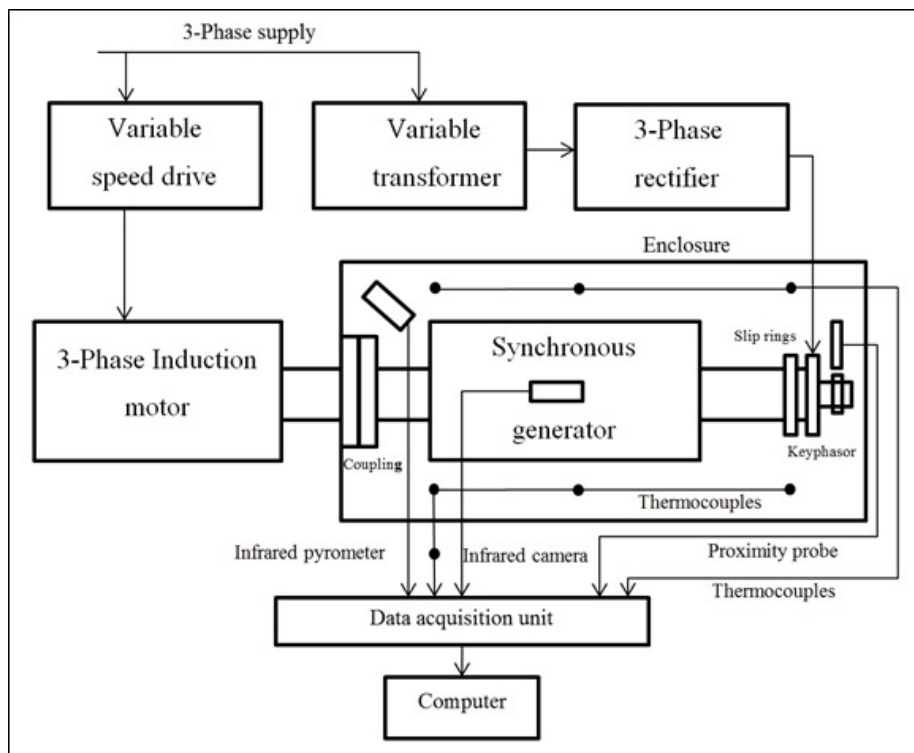 3-Phase supply
Variable
speed drive
Variable
transformer
3-Phase
rectifier
Enclosure
3-Phase Induction
motor
Synchronous
generator
Slip rings
Coupling
Keyphasor
Thermocouples
Infrared pyrometer
Infrared camera
Proximity probe
Thermocouples
Data acquisition unit
Computer